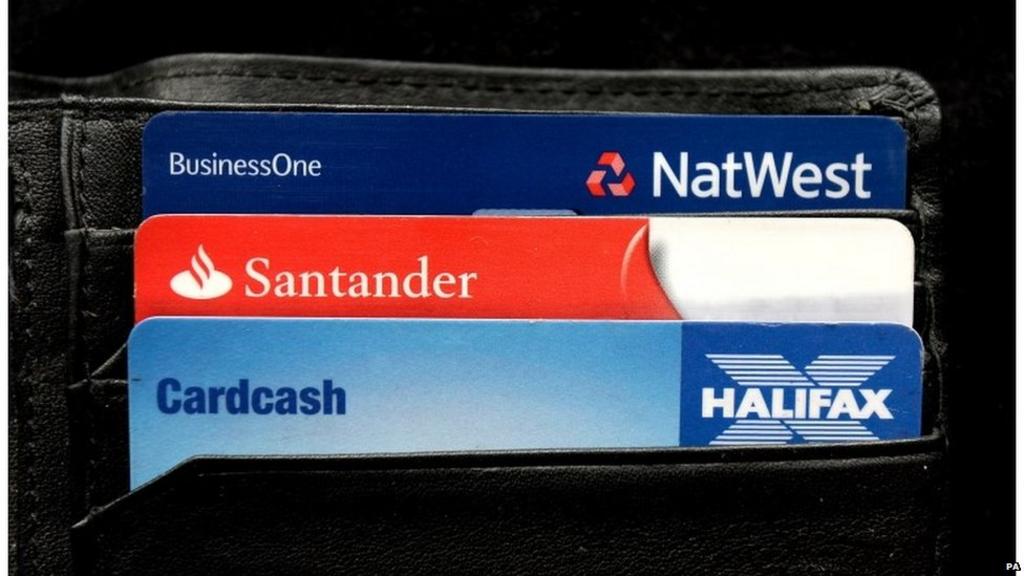 BusinessOne
NatWest
Santander
Cardcash
HALIFAX
PA